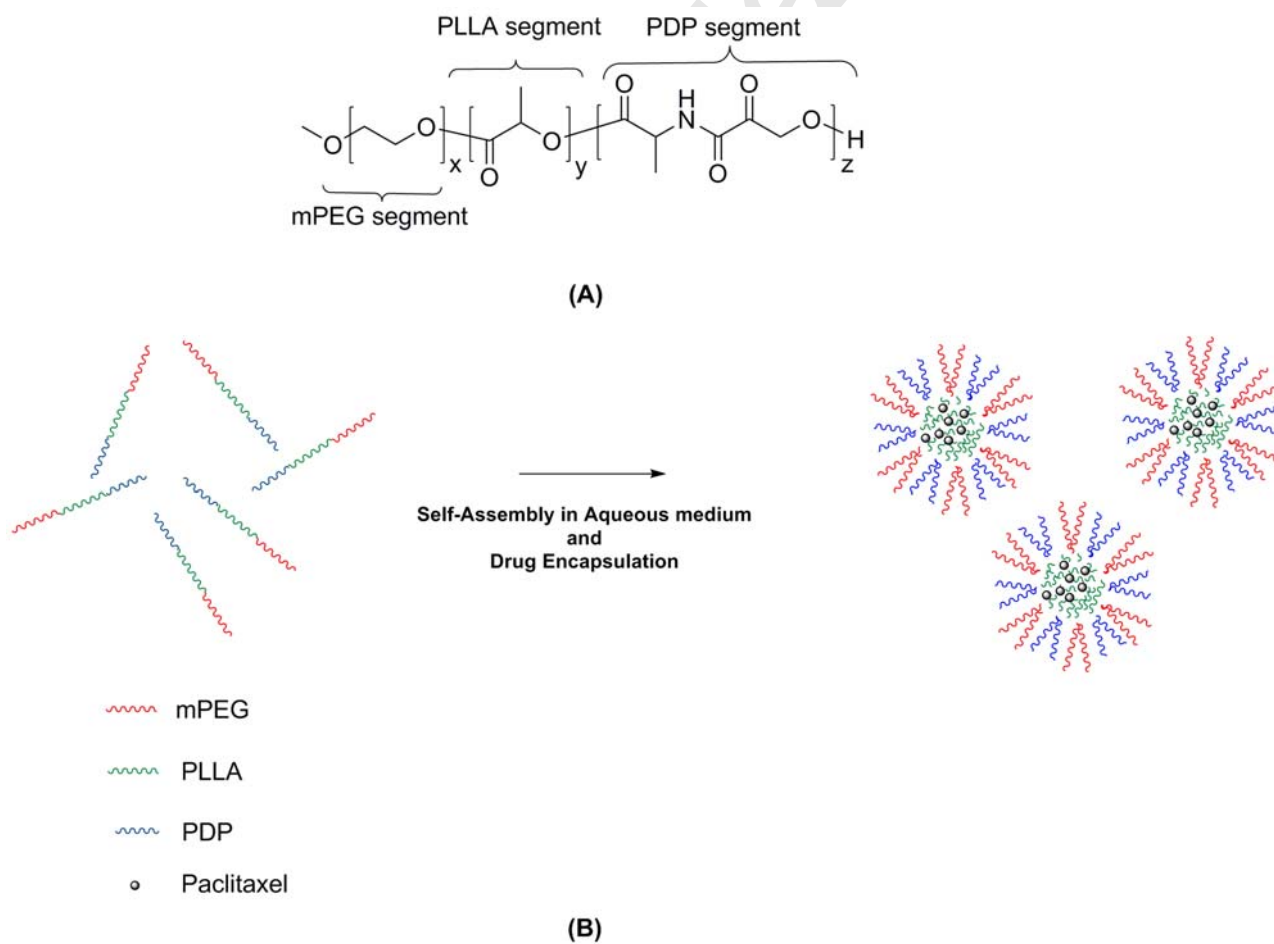 PLLA segment
PDP segment
O
H
N
O
O
O
O
O
O
O
H
x
y
z
mPEG segment
(A)
Self-Assembly in Aqueous medium
and
Drug Encapsulation
mPEG
PLLA
PDP
Paclitaxel
(B)